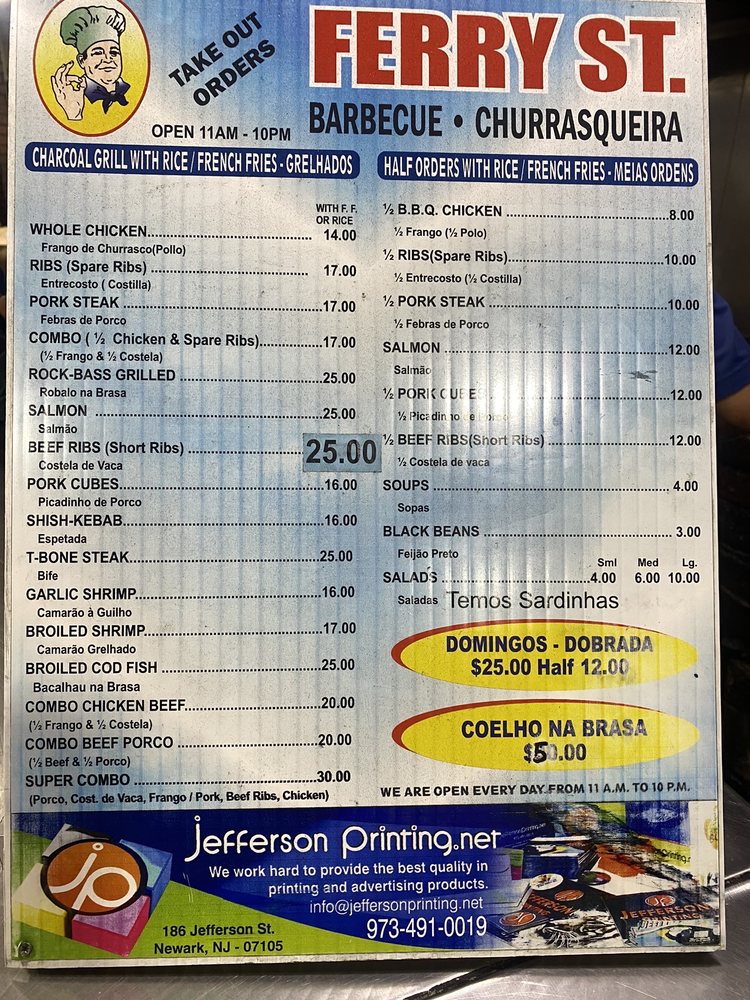 TAKE OUT
ORDERS
FERRY ST.
OPEN 11AM - 10PM
BARBECUE • CHURRASQUEIRA
CHARCOAL GRILL WITH RICE / FRENCH FRIES - GRELHADOS
WITH F. F.
OR RICE
WHOLE CHICKEN 14.00
Frango de Churrasco(Pollo)
RIBS (Spare Ribs) 17.00
Entrecosto ( Costilla)
PORK STEAK 17.00
Febras de Porco
COMBO ( ½ Chicken & Spare Ribs) 17.00
(½ Frango & ½ Costela)
ROCK-BASS GRILLED 25.00
Robalo na Brasa
SALMON 25.00
Salmão
BEEF RIBS (Short Ribs) 25.00
Costela de Vaca
PORK CUBES 16.00
Picadinho de Porco
SHISH-KEBAB 16.00
Espetada
T-BONE STEAK 25.00
Bife
GARLIC SHRIMP 16.00
Camarão à Guilho
BROILED SHRIMP 17.00
Camarão Grelhado
BROILED COD FISH 25.00
Bacalhau na Brasa
COMBO CHICKEN BEEF 20.00
(½ Frango & ½ Costela)
COMBO BEEF PORCO 20.00
(½ Beef & ½ Porco)
SUPER COMBO 30.00
(Porco, Cost. de Vaca, Frango / Pork, Beef Ribs, Chicken)
HALF ORDERS WITH RICE / FRENCH FRIES - MEIAS ORDENS
½ B.B.Q. CHICKEN 8.00
½ Frango (½ Polo)
½ RIBS(Spare Ribs) 10.00
½ Entrecosto (½ Costilla)
½ PORK STEAK 10.00
½ Febras de Porco
SALMON 12.00
Salmão
½ PORK CUBES 12.00
½ Picadinho de Porco
½ BEEF RIBS(Short Ribs) 12.00
½ Costela de vaca
SOUPS 4.00
Sopas
BLACK BEANS 3.00
Feijão Preto
Sml Med Lg.
SALADS 4.00 6.00 10.00
Saladas Temos Sardinhas
DOMINGOS - DOBRADA
$25.00 Half 12.00
COELHO NA BRASA
$50.00
WE ARE OPEN EVERY DAY FROM 11 A.M. TO 10 P.M.
jp
Jefferson Printing.net
We work hard to provide the best quality in
printing and advertising products.
info@jeffersonprinting.net
186 Jefferson St.
Newark, NJ - 07105
973-491-0019
JEFFERSON
PRINTING